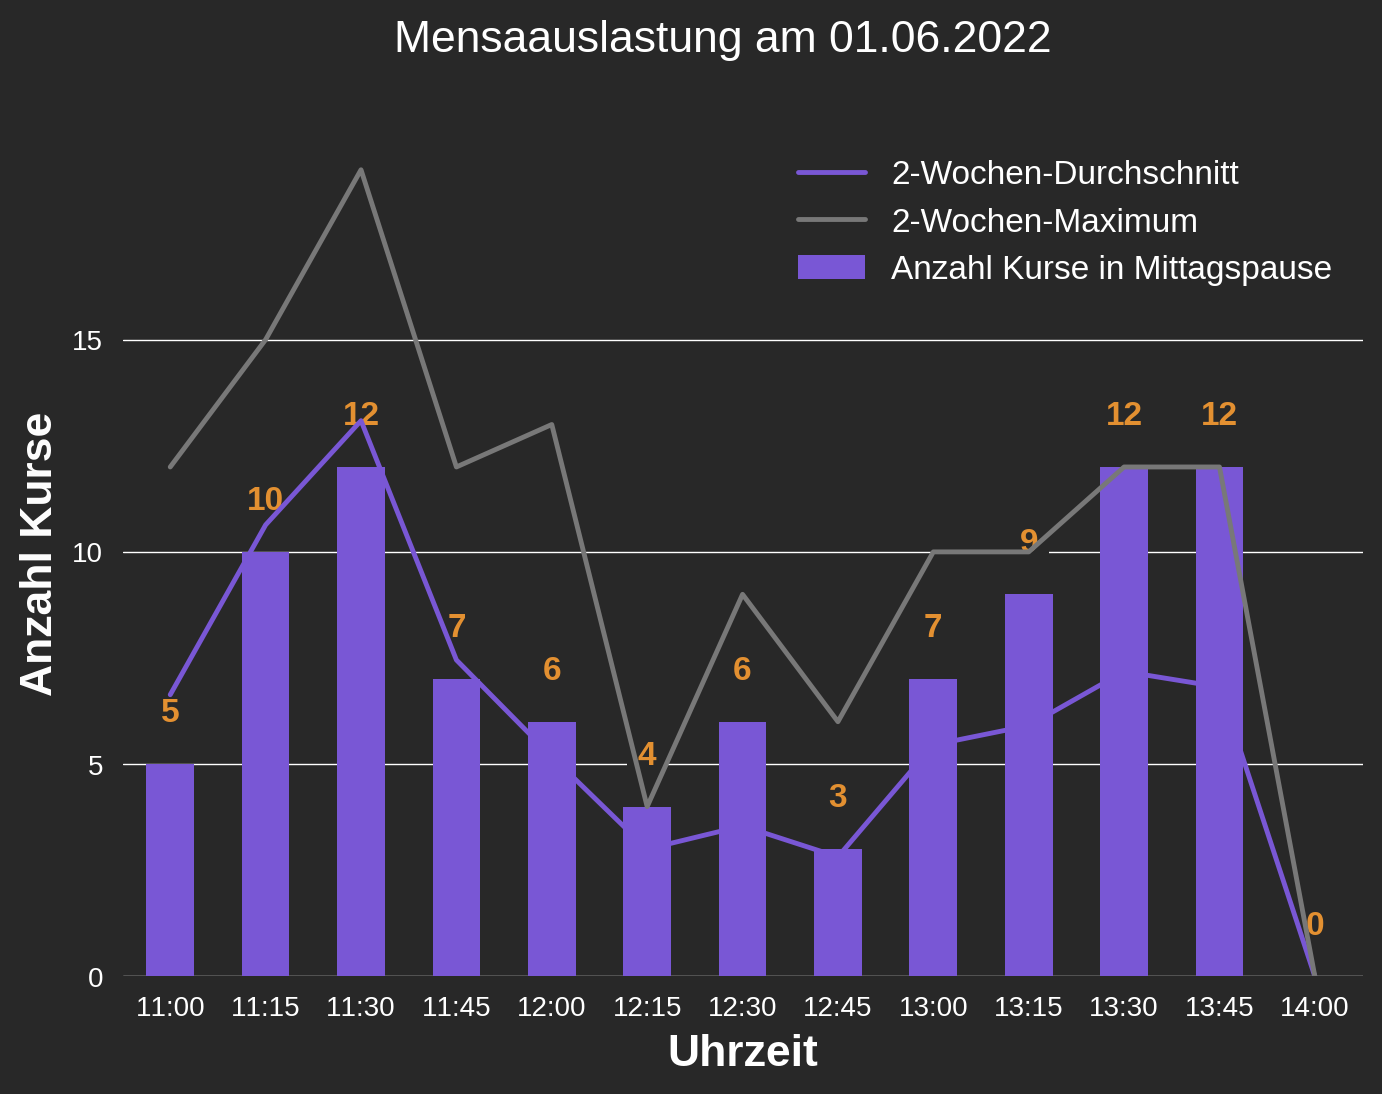 Mensaauslastung am 01.06.2022
2-Wochen-Durchschnitt
2-Wochen-Maximum
Anzahl Kurse in Mittagspause
Anzahl Kurse
15
10
5
0
5
10
12
7
6
4
6
3
7
9
12
12
0
11:00 11:15 11:30 11:45 12:00 12:15 12:30 12:45 13:00 13:15 13:30 13:45 14:00
Uhrzeit